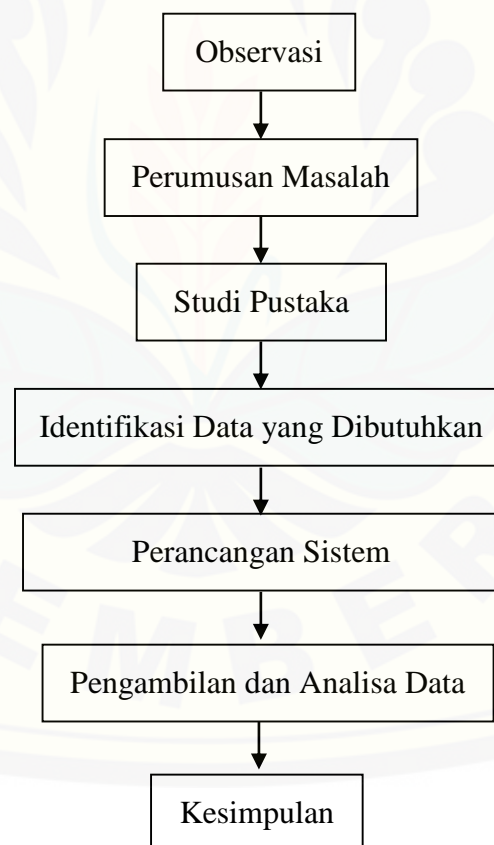 Observasi
Perumusan Masalah
Studi Pustaka
Identifikasi Data yang Dibutuhkan
Perancangan Sistem
Pengambilan dan Analisa Data
Kesimpulan